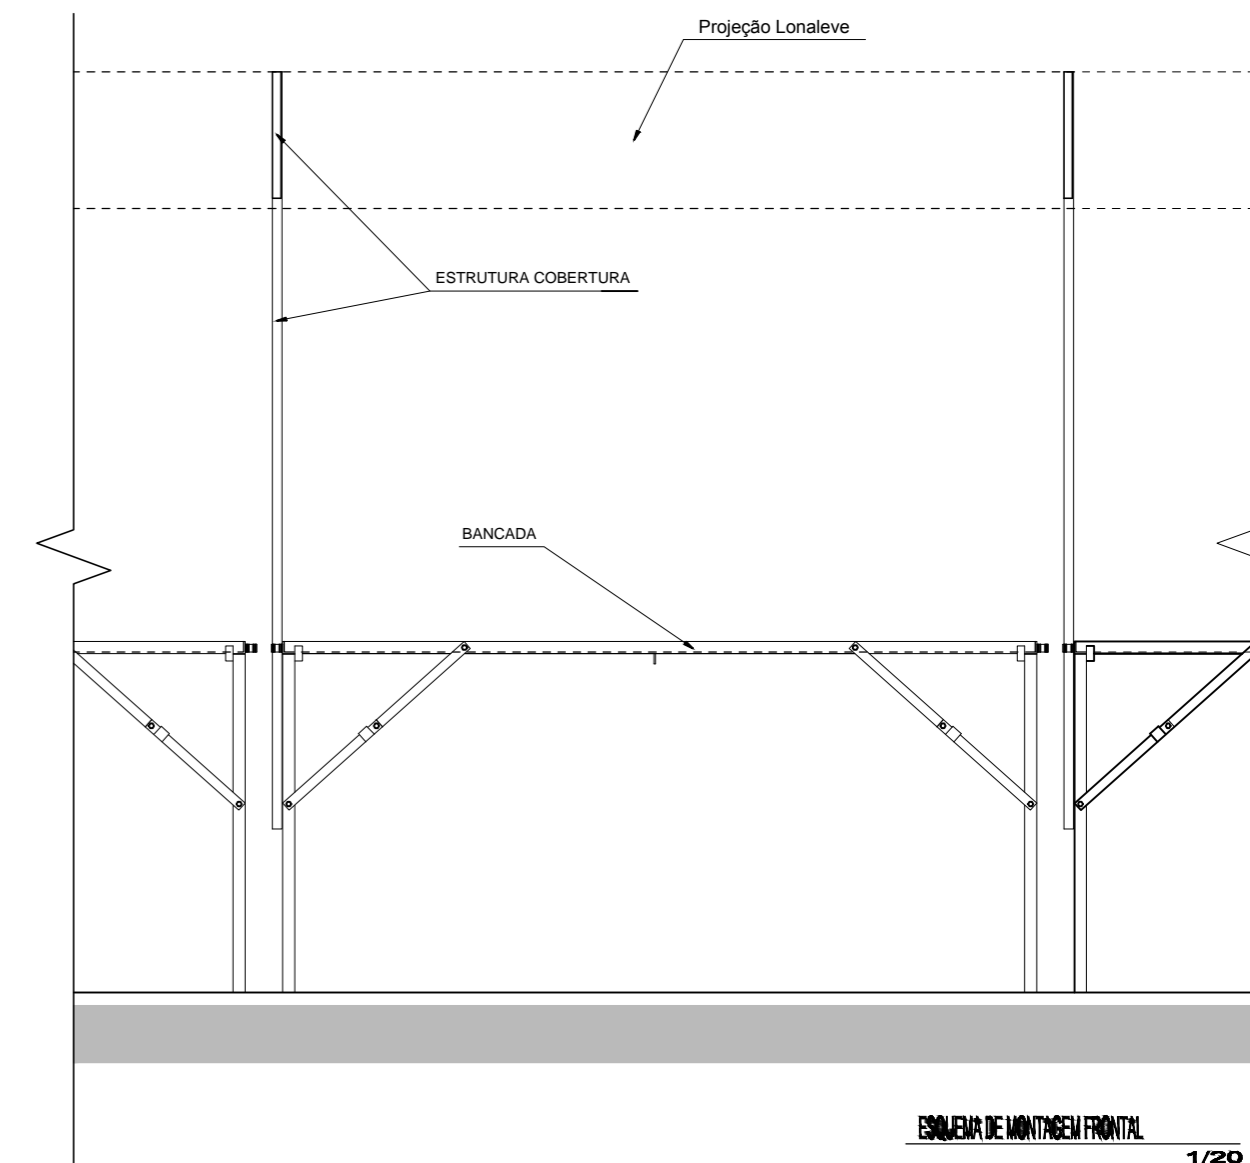 Projeção Lonaleve
ESTRUTURA COBERTURA
BANCADA
ESQUEMA DE MONTAGEM FRONTAL
1/20